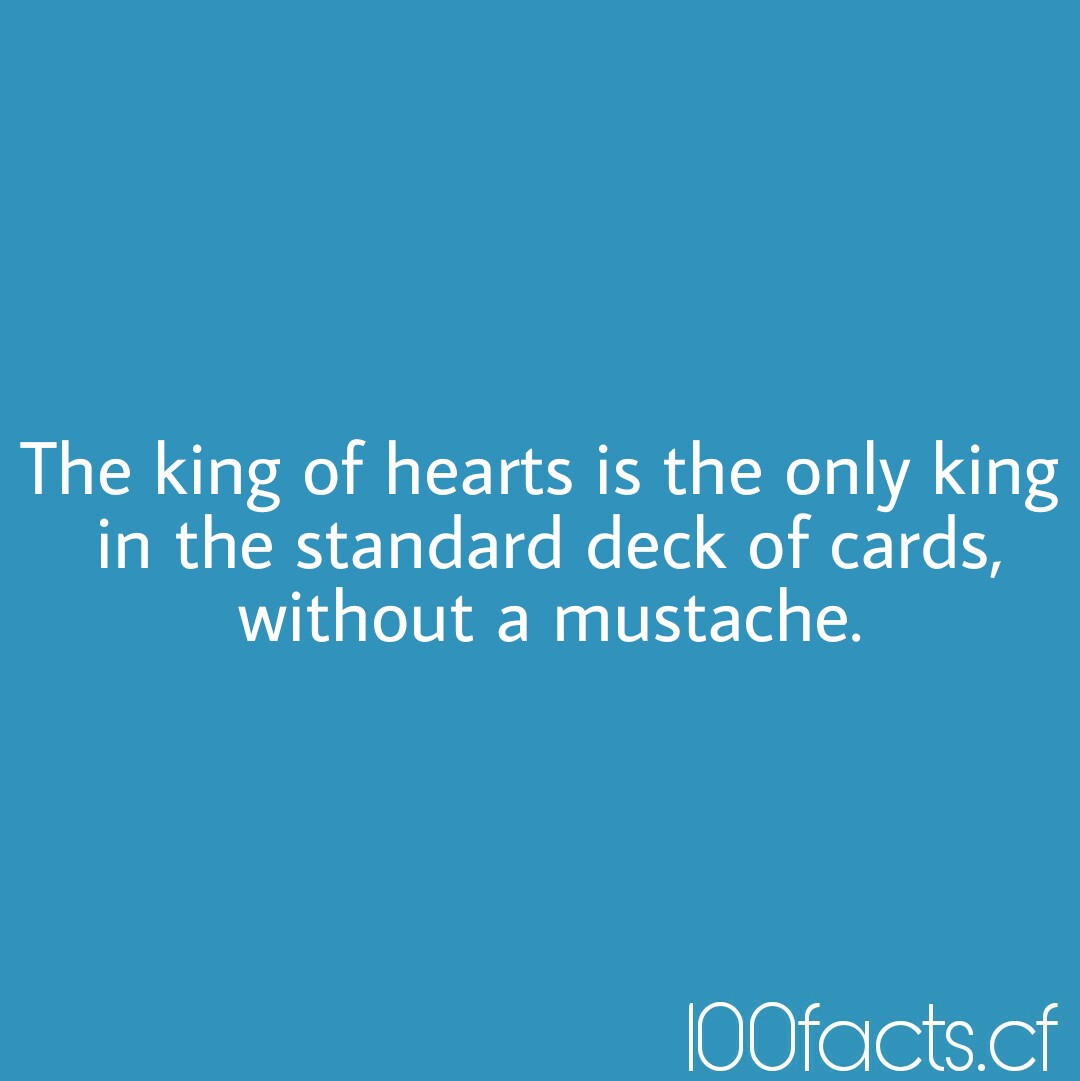 The king of hearts is the only king
in the standard deck of cards,
without a mustache.
100facts.cf